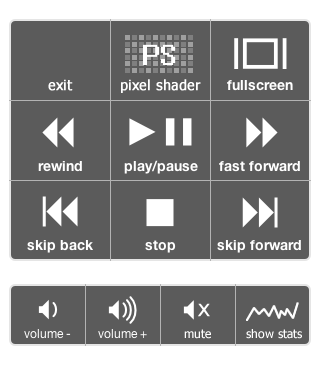 PS
exit pixel shader fullscreen
rewind play/pause fast forward
skip back stop skip forward
volume - volume + mute show stats